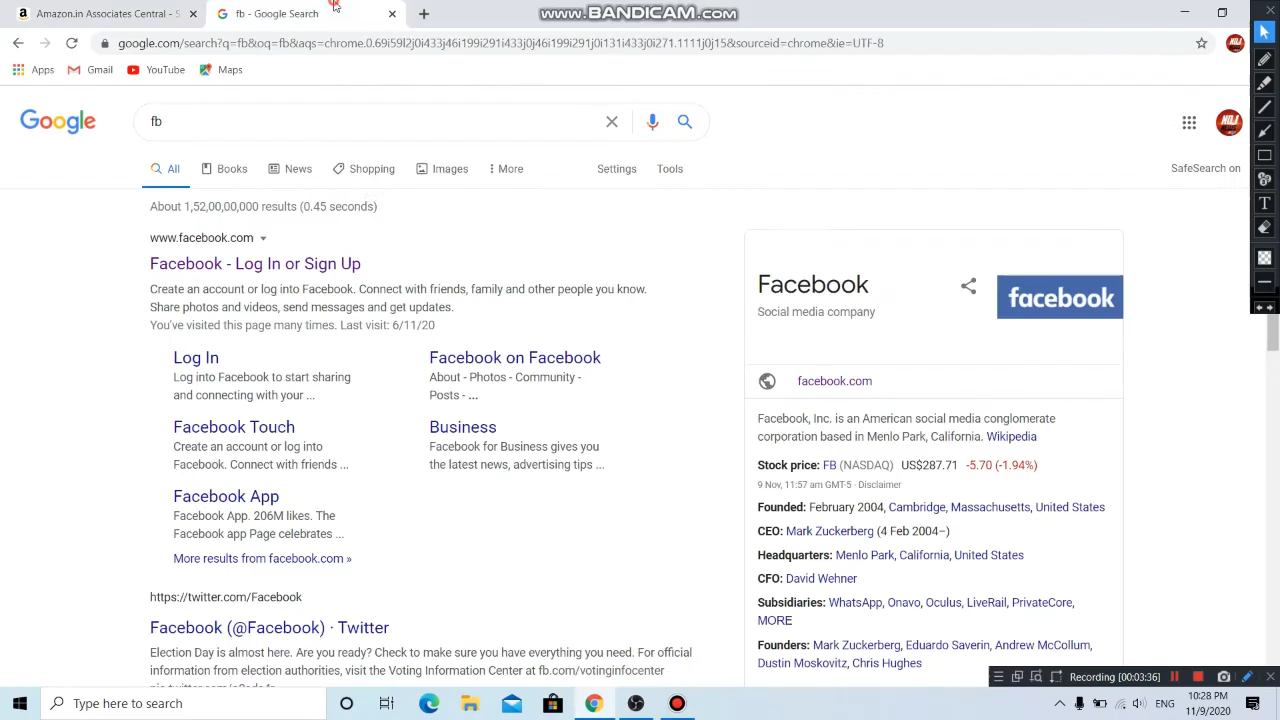 Amazon.in Associates Central - S
fb - Google Search
www.BANDICAM.com
google.com/search?q=fb&oq=fb&aqs=chrome.0.69i59l2j0i433j46i199i291i433j0j46i199i291j0i131i433j0i271.1111j0j15&sourceid=chrome&ie=UTF-8
Apps
Gmail
YouTube
Maps
Google
fb
All
Books
News
Shopping
Images
More
Settings
Tools
SafeSearch on
About 1,52,00,00,000 results (0.45 seconds)
www.facebook.com
Facebook - Log In or Sign Up
Create an account or log into Facebook. Connect with friends, family and other people you know.
Share photos and videos, send messages and get updates.
You've visited this page many times. Last visit: 6/11/20
Log In
Log into Facebook to start sharing
and connecting with your ...
Facebook on Facebook
About - Photos - Community -
Posts - ...
Facebook Touch
Create an account or log into
Facebook. Connect with friends ...
Business
Facebook for Business gives you
the latest news, advertising tips ...
Facebook App
Facebook App. 206M likes. The
Facebook app Page celebrates ...
More results from facebook.com »
https://twitter.com/Facebook
Facebook (@Facebook) · Twitter
Election Day is almost here. Are you ready? Check to make sure you have everything you need. For official
information from election authorities, visit the Voting Information Center at fb.com/votinginfocenter
Facebook
Social media company
facebook
facebook.com
Facebook, Inc. is an American social media conglomerate
corporation based in Menlo Park, California. Wikipedia
Stock price: FB (NASDAQ) US$287.71 -5.70 (-1.94%)
9 Nov, 11:57 am GMT-5 · Disclaimer
Founded: February 2004, Cambridge, Massachusetts, United States
CEO: Mark Zuckerberg (4 Feb 2004–)
Headquarters: Menlo Park, California, United States
CFO: David Wehner
Subsidiaries: WhatsApp, Onavo, Oculus, LiveRail, PrivateCore,
MORE
Founders: Mark Zuckerberg, Eduardo Saverin, Andrew McCollum,
Dustin Moskovitz, Chris Hughes
Recording [00:03:36]
Type here to search
ENG
10:28 PM
11/9/2020